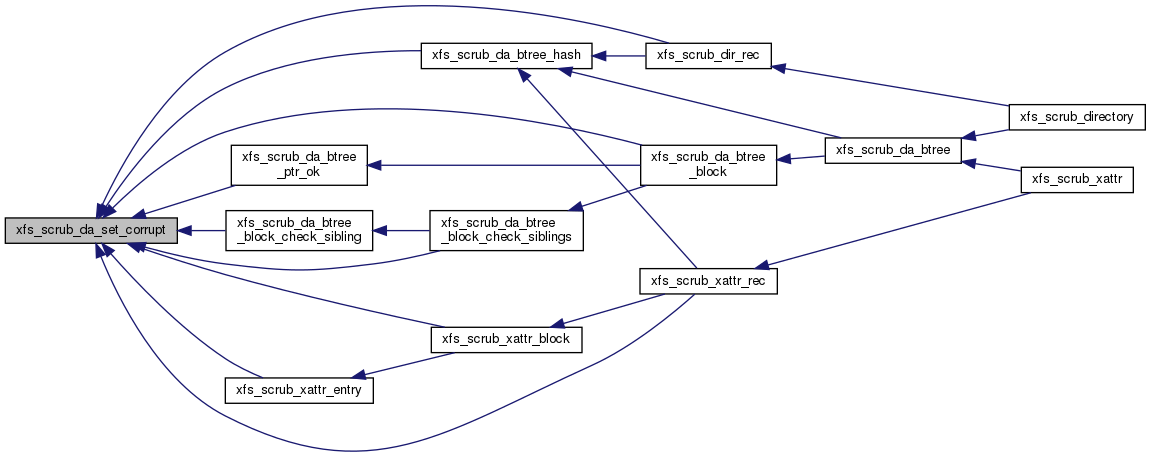 xfs_scrub_da_set_corrupt
xfs_scrub_da_btree_hash
xfs_scrub_dir_rec
xfs_scrub_directory
xfs_scrub_da_btree
_ptr_ok
xfs_scrub_da_btree
_block
xfs_scrub_da_btree
xfs_scrub_xattr
xfs_scrub_da_btree
_block_check_sibling
xfs_scrub_da_btree
_block_check_siblings
xfs_scrub_xattr_rec
xfs_scrub_xattr_block
xfs_scrub_xattr_entry